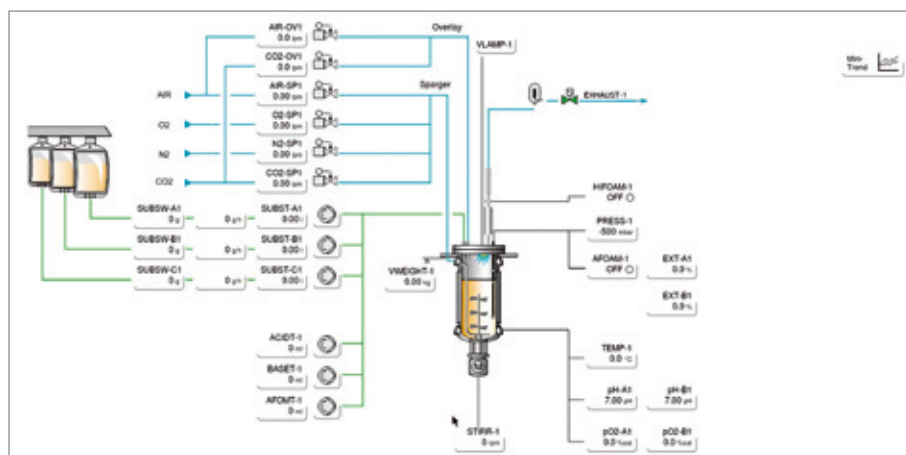 AIR-OV1
0.0 lpm
Overlay
VLAMP-1
CO2-OV1
0.0 lpm
Mini-
Trend
AIR-SP1
0.00 lpm
Sparger
AIR
EXHAUST-1
O2
O2-SP1
0.00 lpm
N2
N2-SP1
0.00 lpm
CO2
CO2-SP1
0.00 lpm
HIFOAM-1
OFF
SUBSW-A1
0 g
0 g/h
SUBST-A1
0.00 l
PRESS-1
-500 mbar
SUBSW-B1
0 g
0 g/h
SUBST-B1
0.00 l
AFOAM-1
OFF
EXT-A1
0.0 %
SUBSW-C1
0 g
0 g/h
SUBST-C1
0.00 l
VWEIGHT-1
0.00 kg
EXT-B1
0.0 %
ACIDT-1
0 ml
TEMP-1
0.0 °C
BASET-1
0 ml
pH-A1
7.00 pH
pH-B1
7.00 pH
AFOMT-1
0 ml
STIRR-1
0 rpm
pO2-A1
0.0 %sat
pO2-B1
0.0 %sat